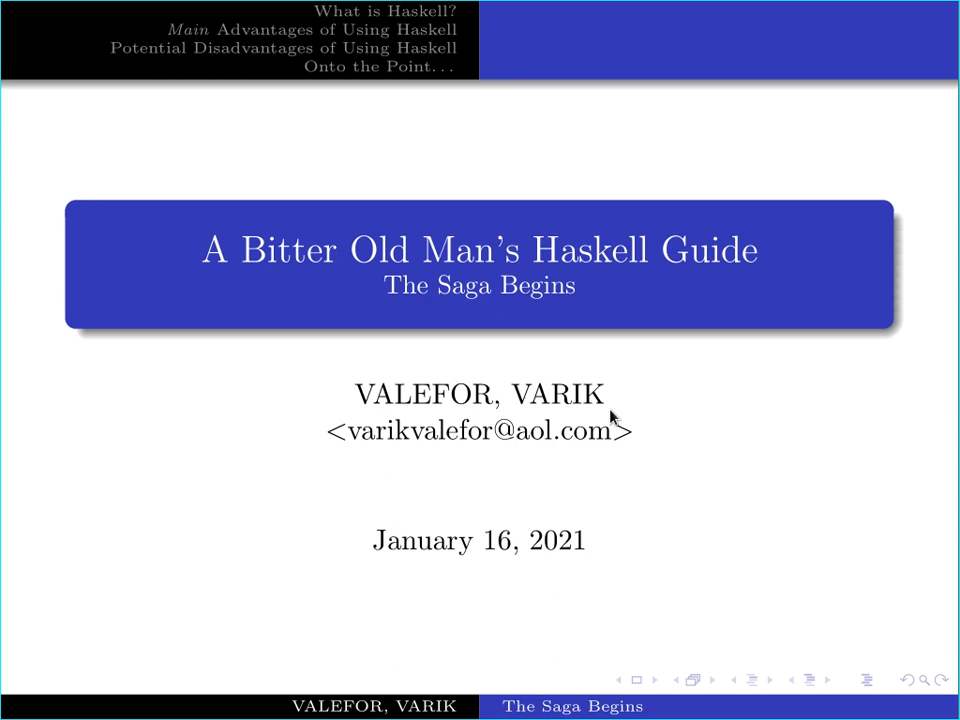 What is Haskell?
Main Advantages of Using Haskell
Potential Disadvantages of Using Haskell
Onto the Point...
A Bitter Old Man's Haskell Guide
The Saga Begins
VALEFOR, VARIK
<varikvalefor@aol.com>
January 16, 2021
VALEFOR, VARIK
The Saga Begins